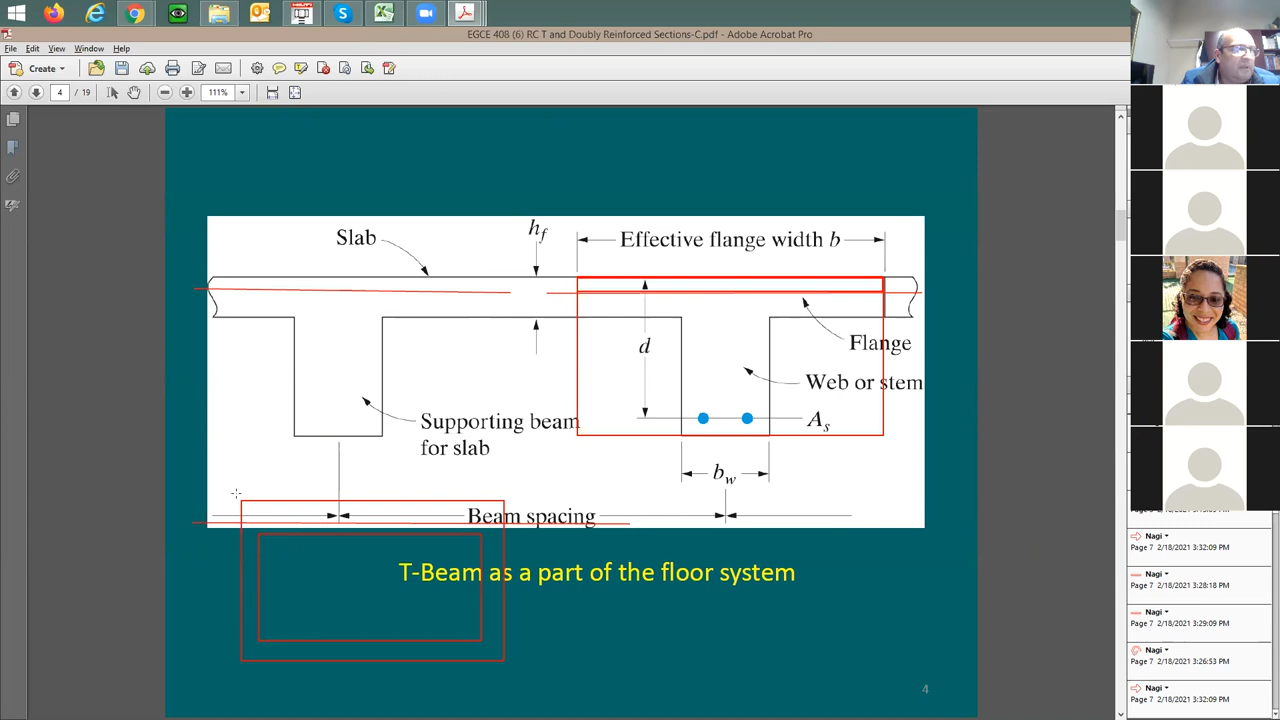 EGCE 408 (6) RC T and Doubly Reinforced Sections-C.pdf - Adobe Acrobat Pro
File Edit View Window Help
Create
4 / 19 111%
Slab
hf
Effective flange width b
d
Flange
Web or stem
Supporting beam
for slab
As
bw
Beam spacing
T-Beam as a part of the floor system
4
Nagi
Page 7 2/18/2021 3:32:09 PM
Nagi
Page 7 2/18/2021 3:28:18 PM
Nagi
Page 7 2/18/2021 3:29:09 PM
Nagi
Page 7 2/18/2021 3:26:53 PM
Nagi
Page 7 2/18/2021 3:32:09 PM